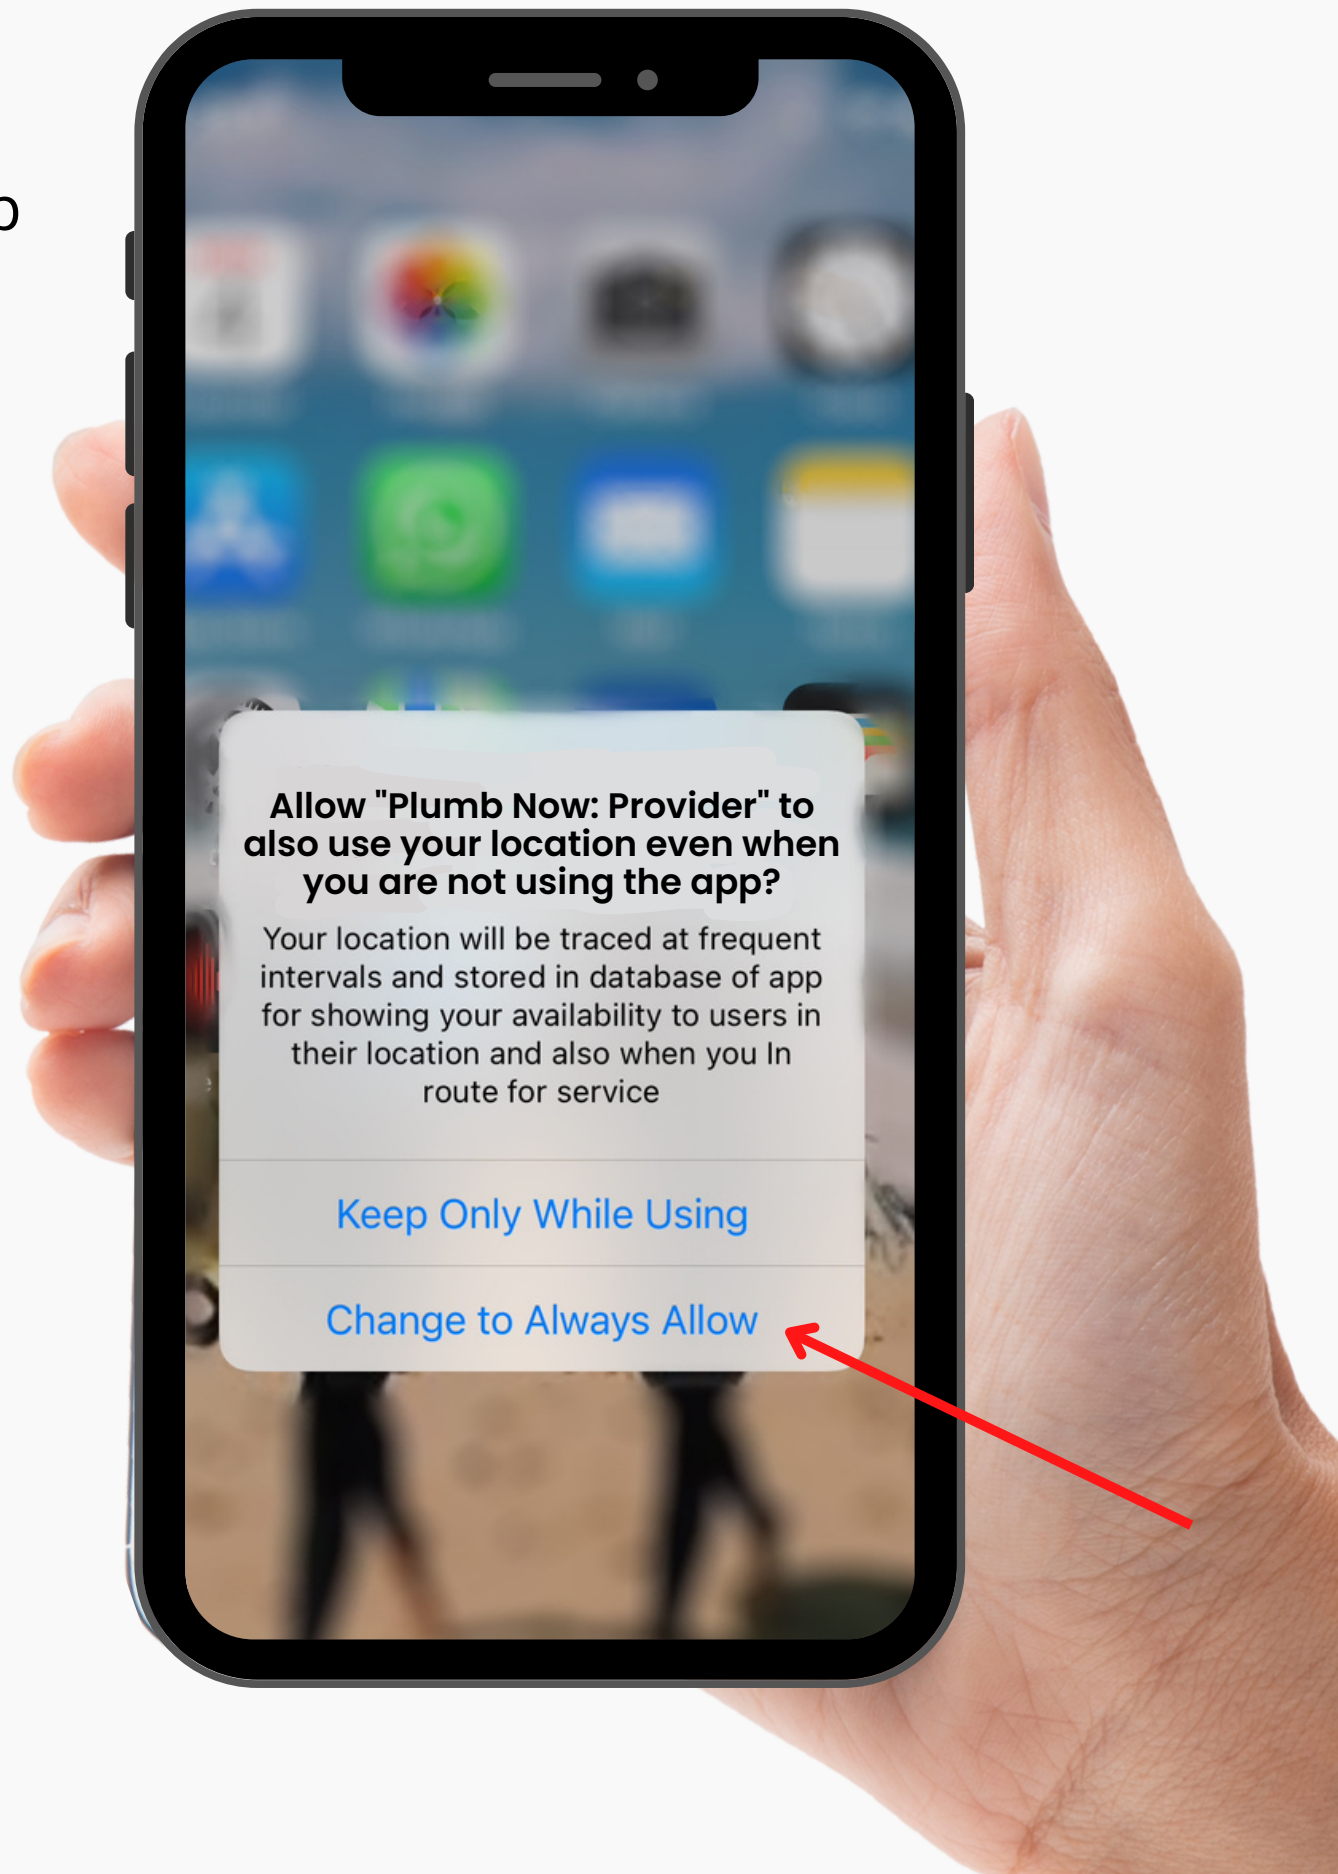 Allow "Plumb Now: Provider" to
also use your location even when
you are not using the app?
Your location will be traced at frequent
intervals and stored in database of app
for showing your availability to users in
their location and also when you In
route for service
Keep Only While Using
Change to Always Allow